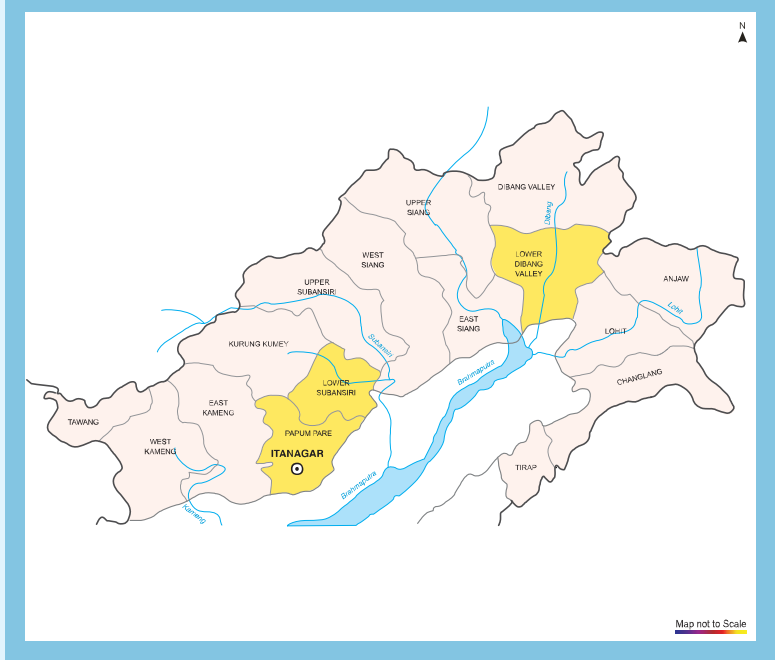 N
DIBANG VALLEY
UPPER
SIANG
Dibang
WEST
SIANG
LOWER
DIBANG
VALLEY
ANJAW
UPPER
SUBANSIRI
Lohit
EAST
SIANG
LOHIT
KURUNG KUMEY
Subansiri
Brahmaputra
CHANGLANG
LOWER
SUBANSIRI
EAST
KAMENG
TAWANG
PAPUM PARE
WEST
KAMENG
ITANAGAR
TIRAP
Brahmaputra
Kameng
Map not to Scale